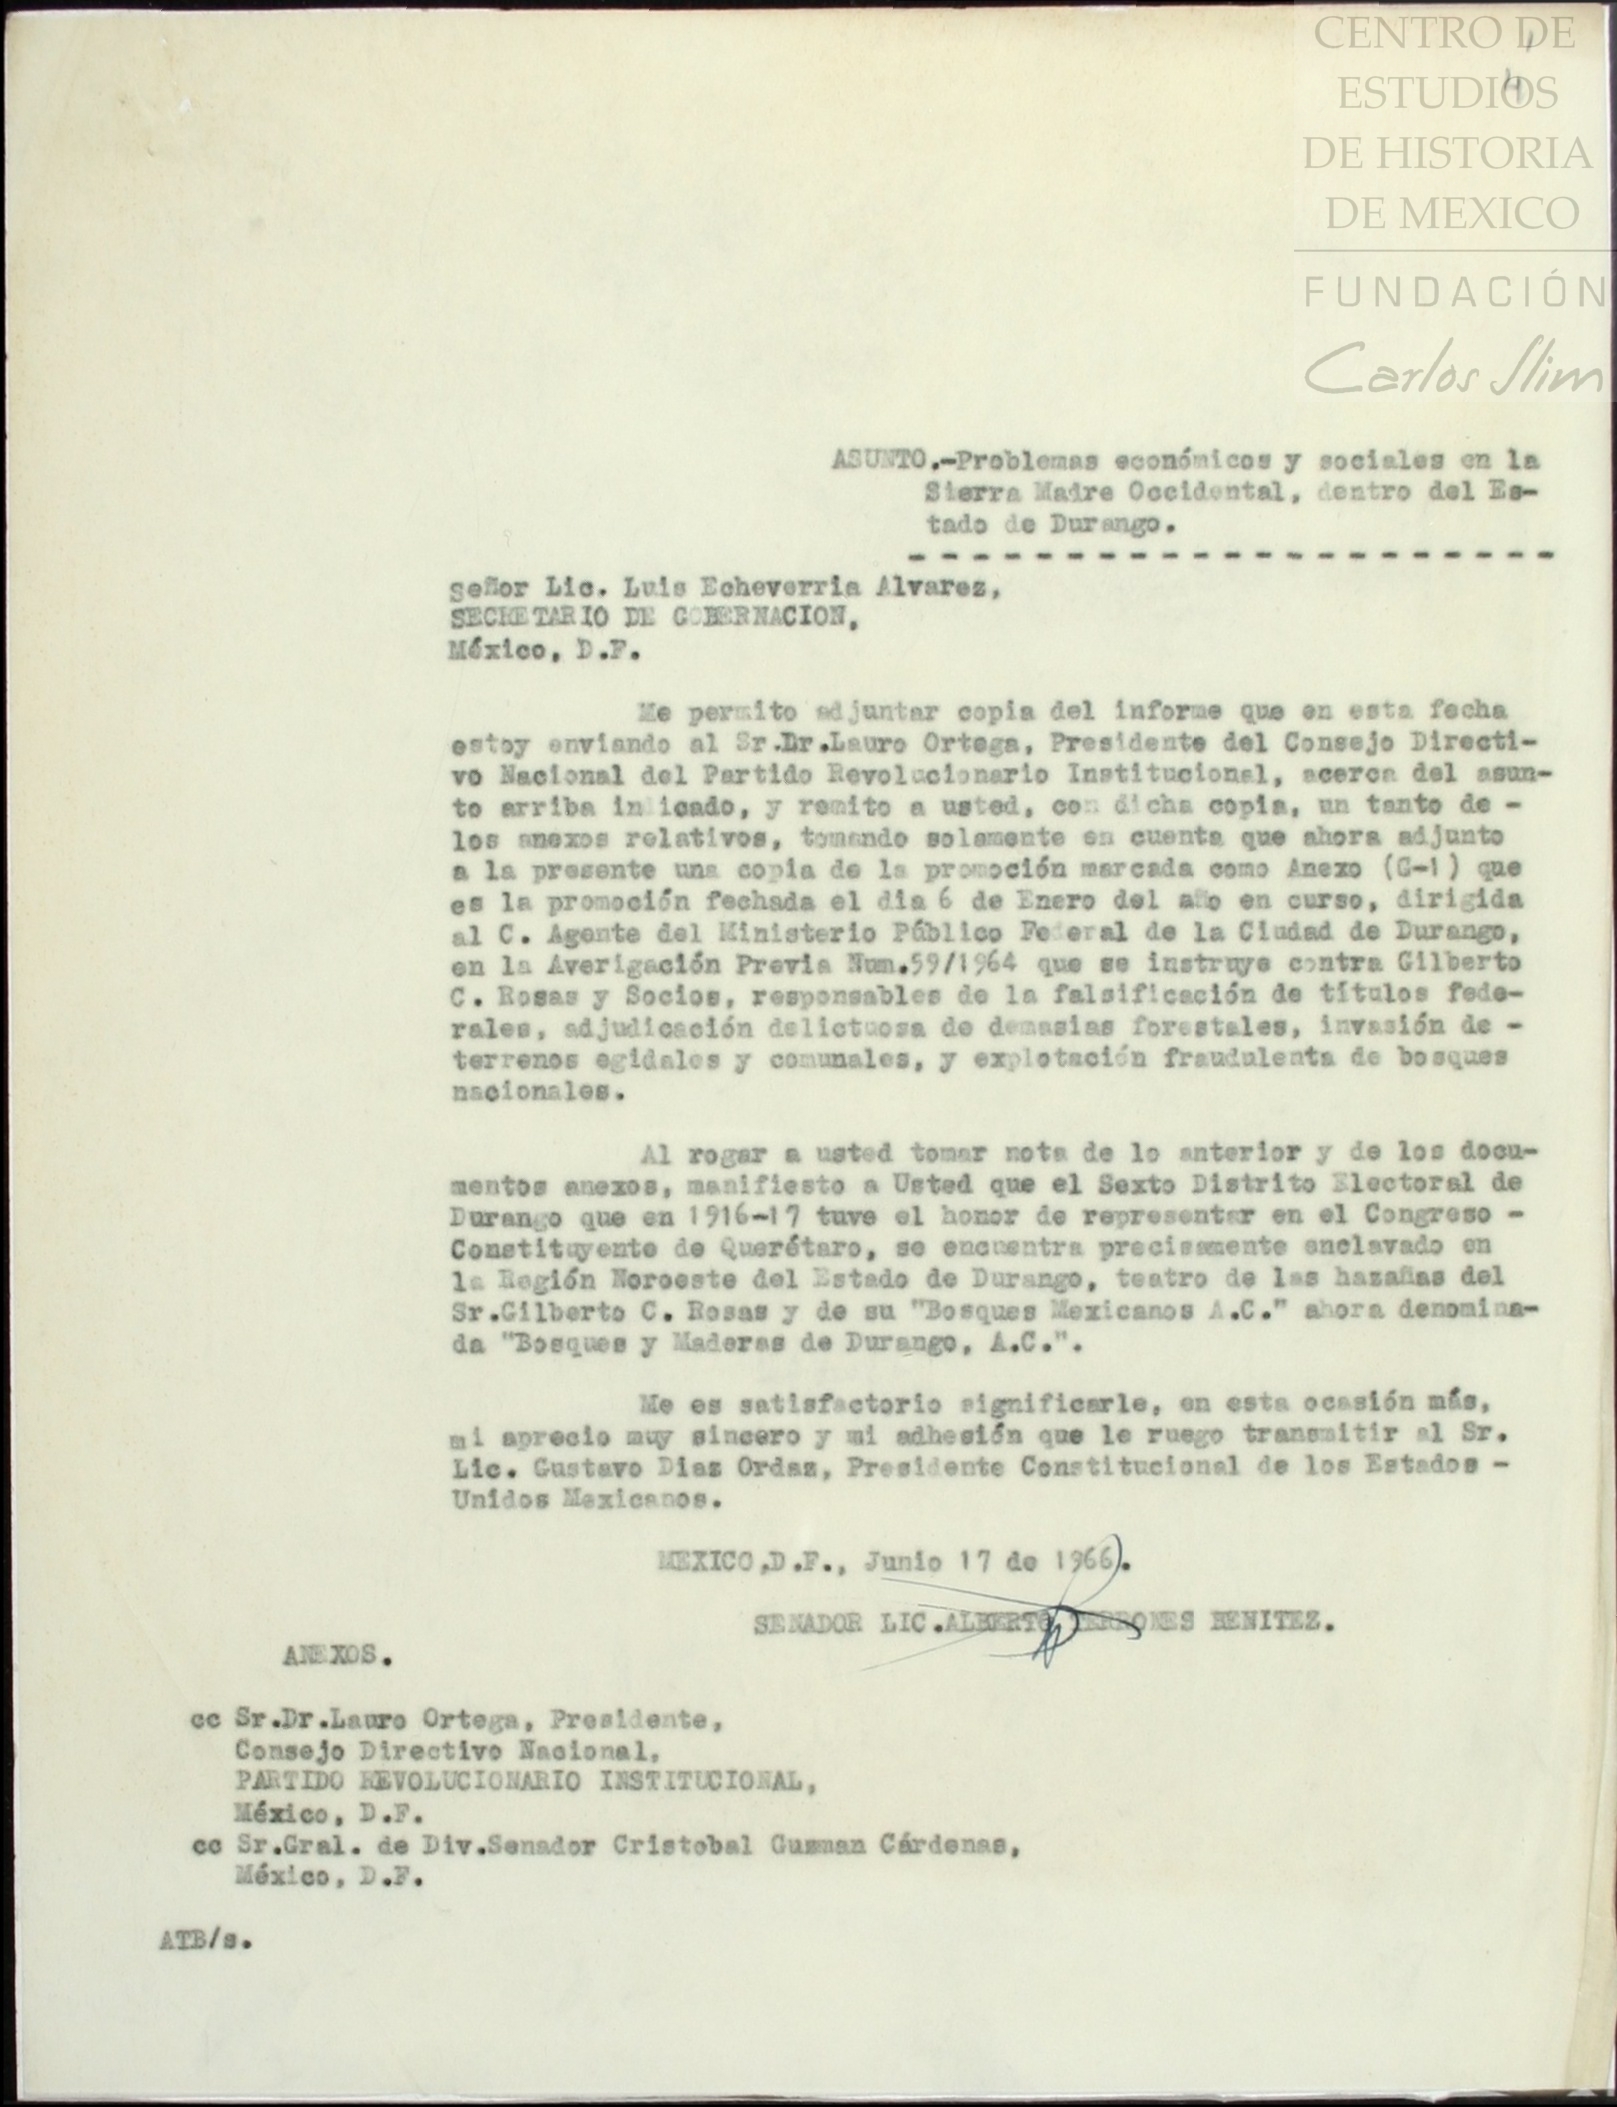 CENTRO DE
ESTUDIOS
DE HISTORIA
DE MEXICO
FUNDACIÓN
Carlos Slim
ASUNTO.-Problemas económicos y sociales en la
Sierra Madre Occidental, dentro del Es-
tado de Durango.
- - - - - - - - - - - - - - - - - - - - -
Señor Lic. Luis Echeverria Alvarez,
SECRETARIO DE GOBERNACION,
México, D.F.
Me permito adjuntar copia del informe que en esta fecha
estoy enviando al Sr.Dr.Lauro Ortega, Presidente del Consejo Directi-
vo Nacional del Partido Revolucionario Institucional, acerca del asun-
to arriba indicado, y remito a usted, con dicha copia, un tanto de -
los anexos relativos, tomando solamente en cuenta que ahora adjunto
a la presente una copia de la promoción marcada como Anexo (G-1) que
es la promoción fechada el dia 6 de Enero del año en curso, dirigida
al C. Agente del Ministerio Público Federal de la Ciudad de Durango,
en la Averigación Previa Num.59/1964 que se instruye contra Gilberto
C. Rosas y Socios, responsables de la falsificación de títulos fede-
rales, adjudicación delictuosa de demasias forestales, invasión de -
terrenos egidales y comunales, y explotación fraudulenta de bosques
nacionales.
Al rogar a usted tomar nota de lo anterior y de los docu-
mentos anexos, manifiesto a Usted que el Sexto Distrito Electoral de
Durango que en 1916-17 tuve el honor de representar en el Congreso -
Constituyente de Querétaro, se encuentra precisamente enclavado en
la Región Noroeste del Estado de Durango, teatro de las hazañas del
Sr.Gilberto C. Rosas y de su "Bosques Mexicanos A.C." ahora denomina-
da "Bosques y Maderas de Durango, A.C.".
Me es satisfactorio significarle, en esta ocasión más,
mi aprecio muy sincero y mi adhesión que le ruego transmitir al Sr.
Lic. Gustavo Diaz Ordaz, Presidente Constitucional de los Estados -
Unidos Mexicanos.
MEXICO,D.F., Junio 17 de 1966.
SENADOR LIC.ALBERTO TERRONES BENITEZ.
ANEXOS.
cc Sr.Dr.Lauro Ortega, Presidente,
Consejo Directivo Nacional,
PARTIDO REVOLUCIONARIO INSTITUCIONAL,
México, D.F.
cc Sr.Gral. de Div.Senador Cristobal Guzman Cárdenas,
México, D.F.
ATB/s.